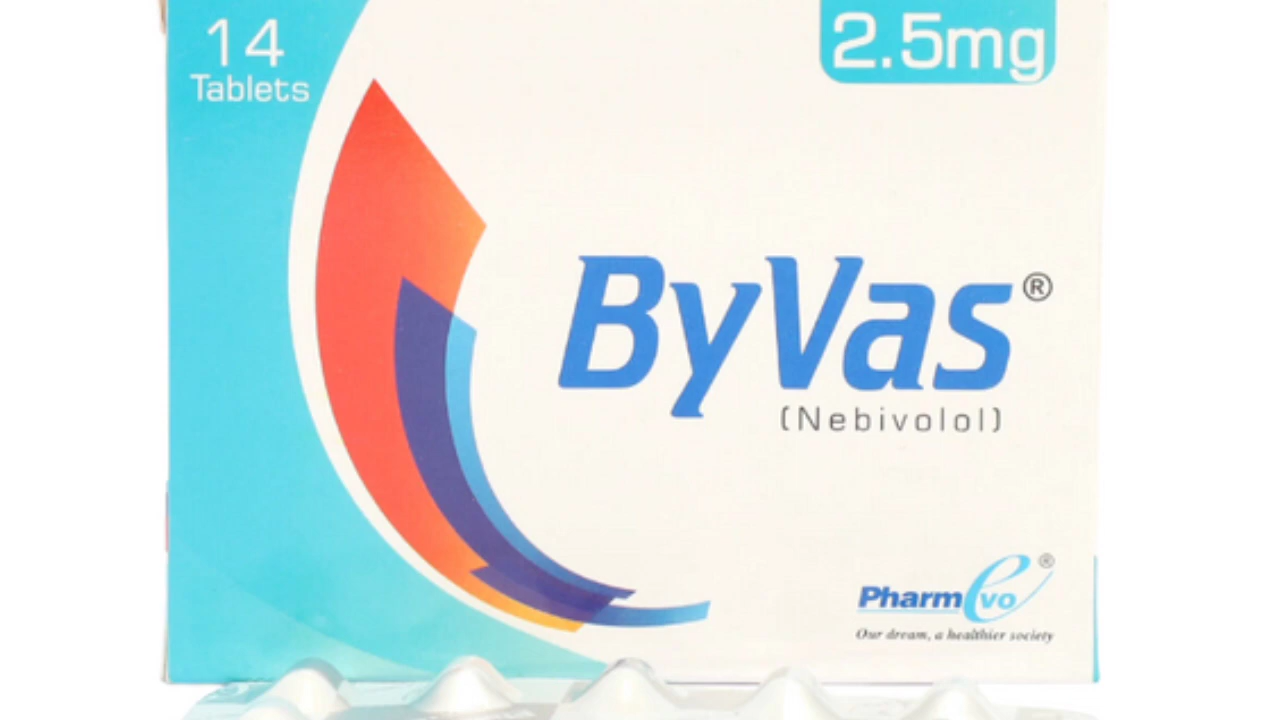 14
Tablets
2.5mg
ByVas®
(Nebivolol)
PharmEvo®
Our dream, a healthier society